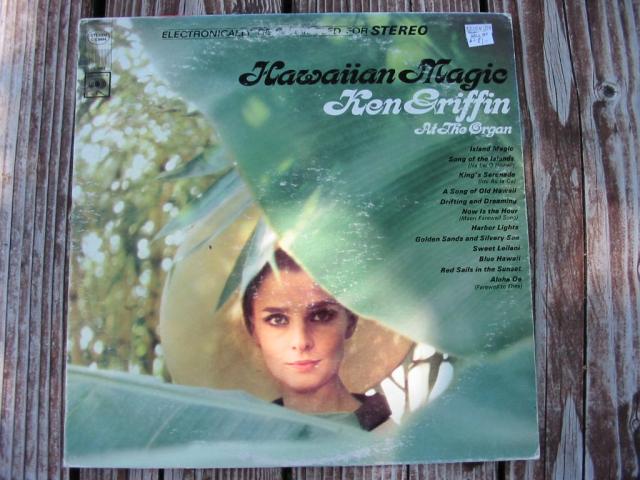 ELECTRONICALLY FOR STEREO
Hawaiian Magic
Ken Griffin
At The Organ
Island Magic
Song of the Islands
King's Serenade
A Song of Old Hawaii
Drifting and Dreaming
Now Is the Hour
(Maori Farewell Song)
Harbor Lights
Golden Sands and Silvery Sea
Sweet Leilani
Blue Hawaii
Red Sails in the Sunset
Aloha Oe
(Farewell to Thee)